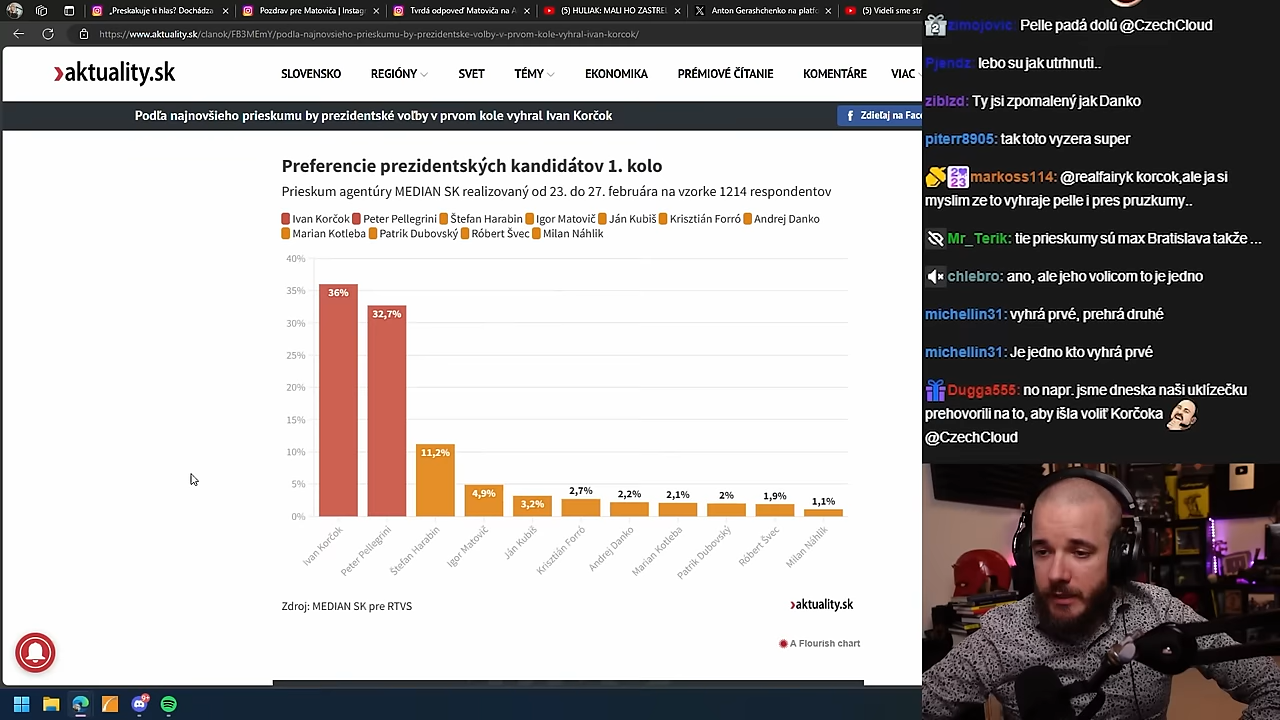 „Preskakuje ti hlas? Dochádza
Pozdrav pre Matoviča | Instag
Tvrdá odpoveď Matoviča na A
(5) HULIAK: MALI HO ZASTREL
Anton Gerashchenko na platfo
(5) Videli sme str
https://www.aktuality.sk/clanok/FB3MEmY/podla-najnovsieho-prieskumu-by-prezidentske-volby-v-prvom-kole-vyhral-ivan-korcok/
aktuality.sk
SLOVENSKO REGIÓNY SVET TÉMY EKONOMIKA PRÉMIOVÉ ČÍTANIE KOMENTÁRE VIAC
Podľa najnovšieho prieskumu by prezidentské voľby v prvom kole vyhral Ivan Korčok
Zdieľaj na Fac
Preferencie prezidentských kandidátov 1. kolo
Prieskum agentúry MEDIAN SK realizovaný od 23. do 27. februára na vzorke 1214 respondentov
Ivan Korčok Peter Pellegrini Štefan Harabin Igor Matovič Ján Kubiš Krisztián Forró Andrej Danko
Marian Kotleba Patrik Dubovský Róbert Švec Milan Náhlik
40%
35%
30%
25%
20%
15%
10%
5%
0%
36%
32,7%
11,2%
4,9%
3,2%
2,7%
2,2%
2,1%
2%
1,9%
1,1%
Ivan Korčok
Peter Pellegrini
Štefan Harabin
Igor Matovič
Ján Kubiš
Krisztián Forró
Andrej Danko
Marian Kotleba
Patrik Dubovský
Róbert Švec
Milan Náhlik
Zdroj: MEDIAN SK pre RTVS
aktuality.sk
A Flourish chart
zimojovic: Pelle padá dolú @CzechCloud
Pjendz: lebo su jak utrhnuti..
ziblzd: Ty jsi zpomalený jak Danko
piterr8905: tak toto vyzera super
markoss114: @realfairyk korcok,ale ja si
myslim ze to vyhraje pelle i pres pruzkumy..
Mr_Terik: tie prieskumy sú max Bratislava takže ...
chlebro: ano, ale jeho volicom to je jedno
michellin31: vyhrá prvé, prehrá druhé
michellin31: Je jedno kto vyhrá prvé
Dugga555: no napr. jsme dneska naši uklízečku
prehovorili na to, aby išla voliť Korčoka
@CzechCloud